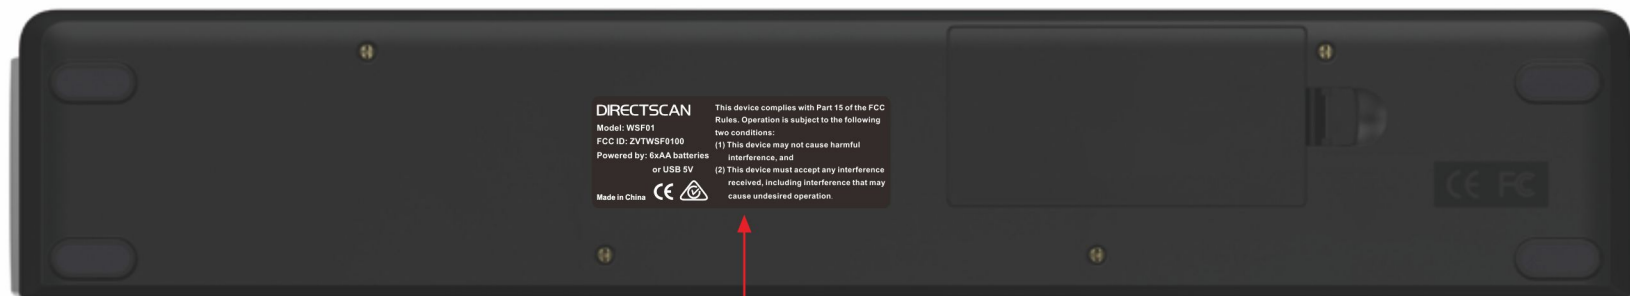 DIRECTSCAN
Model: WSF01
FCC ID: ZVTWSF0100
Powered by: 6xAA batteries
or USB 5V
Made in China CE
This device complies with Part 15 of the FCC
Rules. Operation is subject to the following
two conditions:
(1) This device may not cause harmful
interference, and
(2) This device must accept any interference
received, including interference that may
cause undesired operation.
CE FC